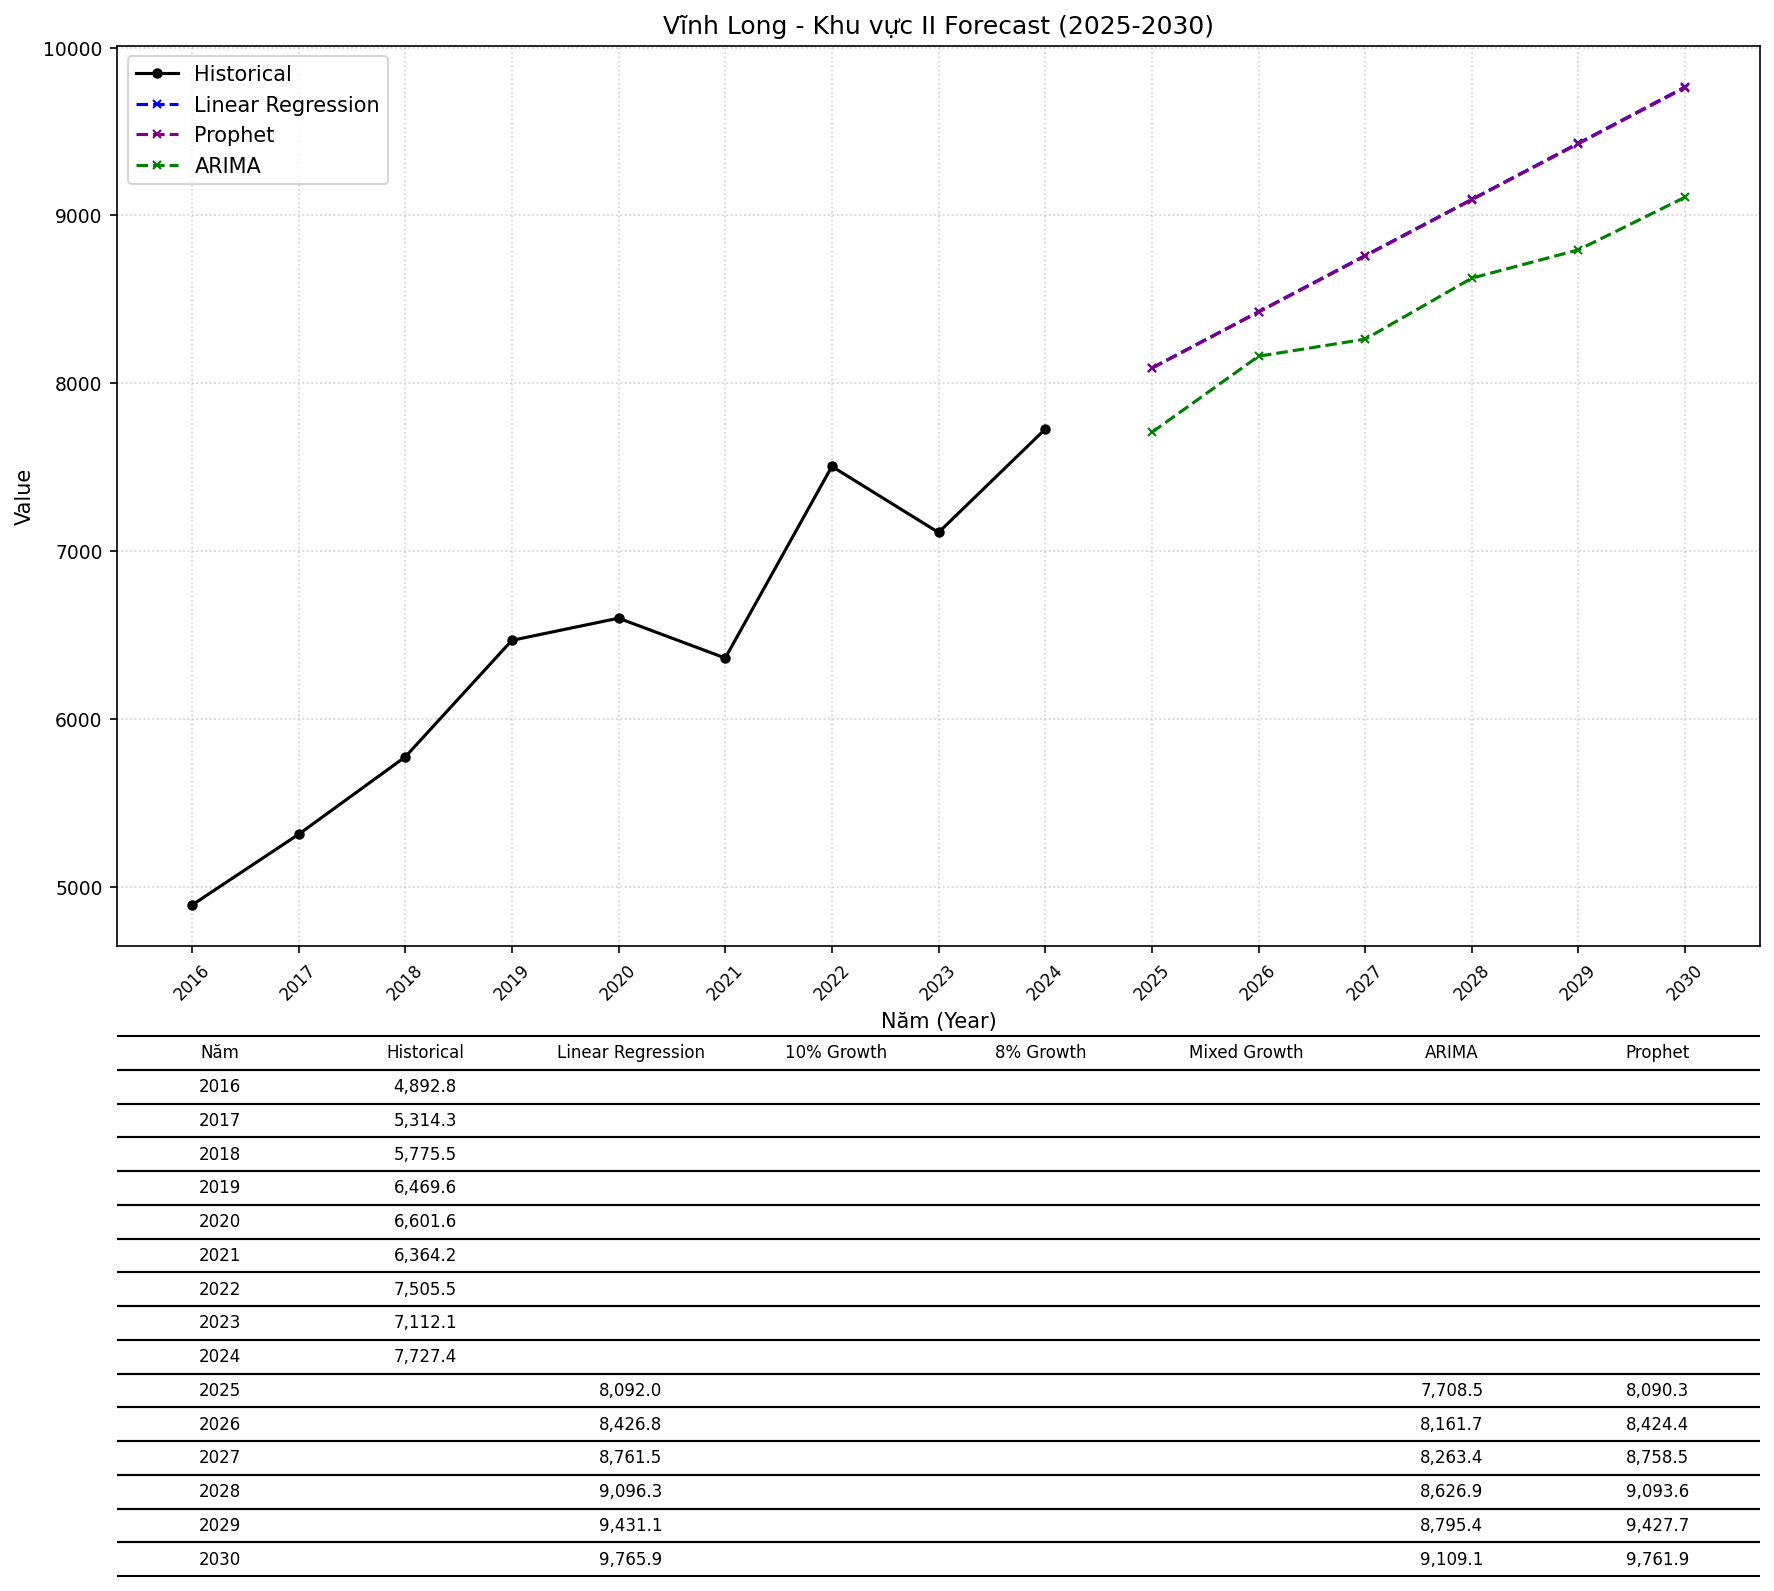 Vĩnh Long - Khu vực II Forecast (2025-2030)
10000
9000
8000
7000
6000
5000
Value
Historical
Linear Regression
Prophet
ARIMA
2016 2017 2018 2019 2020 2021 2022 2023 2024 2025 2026 2027 2028 2029 2030
Năm (Year)
Năm Historical Linear Regression 10% Growth 8% Growth Mixed Growth ARIMA Prophet
2016 4,892.8
2017 5,314.3
2018 5,775.5
2019 6,469.6
2020 6,601.6
2021 6,364.2
2022 7,505.5
2023 7,112.1
2024 7,727.4
2025 8,092.0 7,708.5 8,090.3
2026 8,426.8 8,161.7 8,424.4
2027 8,761.5 8,263.4 8,758.5
2028 9,096.3 8,626.9 9,093.6
2029 9,431.1 8,795.4 9,427.7
2030 9,765.9 9,109.1 9,761.9